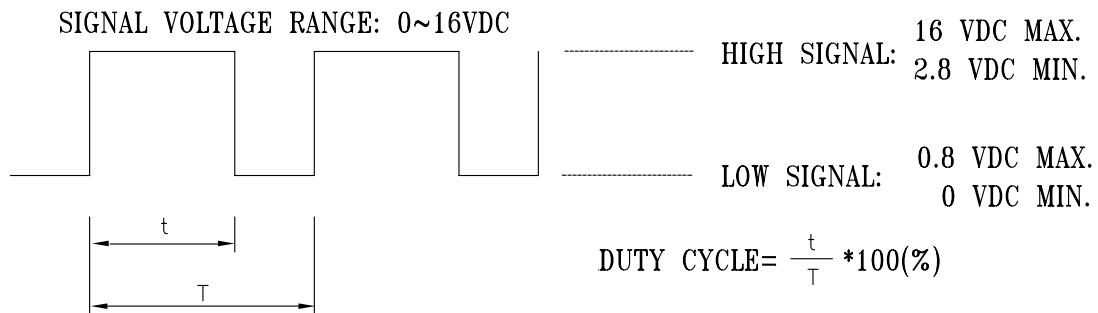 SIGNAL VOLTAGE RANGE: 0~16VDC
HIGH SIGNAL: 16 VDC MAX.
2.8 VDC MIN.
LOW SIGNAL: 0.8 VDC MAX.
0 VDC MIN.
t
T
DUTY CYCLE= t/T *100(%)